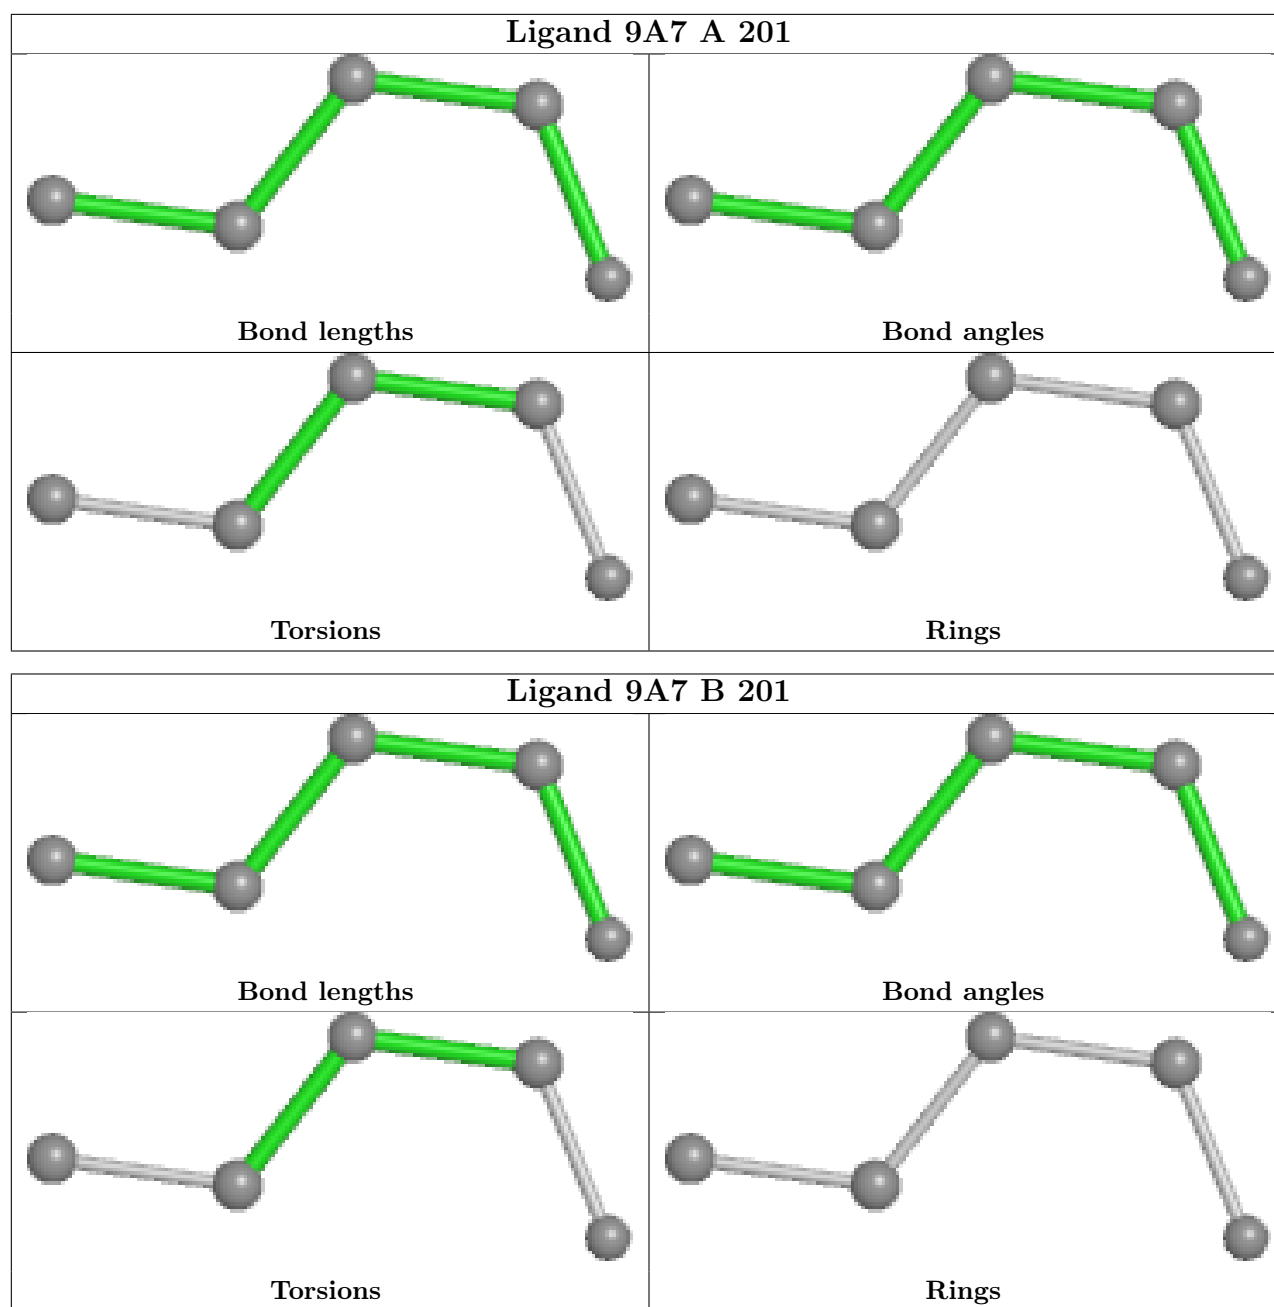 Ligand 9A7 A 201
Bond lengths
Bond angles
Torsions
Rings
Ligand 9A7 B 201
Bond lengths
Bond angles
Torsions
Rings